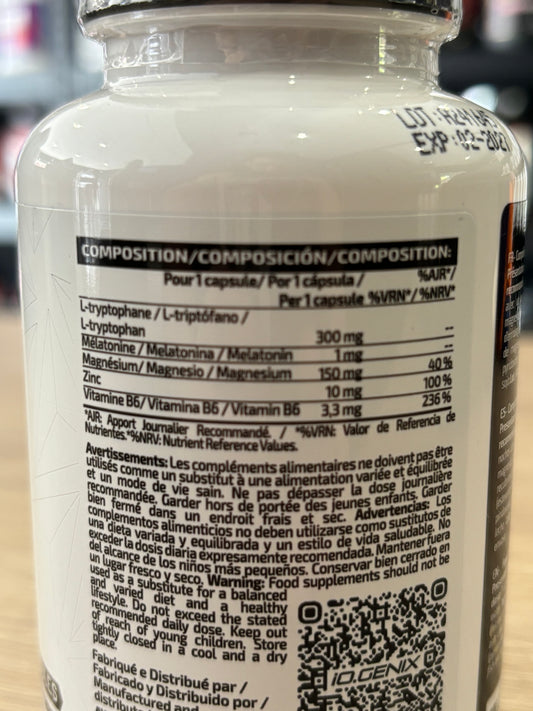 LOT: A241645
EXP: 02-2027
COMPOSITION/COMPOSICIÓN/COMPOSITION:
Pour 1 capsule/ Por 1 cápsula / %AJR*/
Per 1 capsule %VRN*/%NRV*
L-tryptophane / L-triptófano /
L-tryptophan 300 mg --
Mélatonine / Melatonina / Melatonin 1 mg --
Magnésium/ Magnesio / Magnesium 150 mg 40 %
Zinc 10 mg 100 %
Vitamine B6/ Vitamina B6 / Vitamin B6 3,3 mg 236 %
*AJR: Apport Journalier Recommandé. / *%VRN: Valor de Referencia de
Nutrientes.*%NRV: Nutrient Reference Values.
Avertissements: Les compléments alimentaires ne doivent pas être
utilisés comme un substitut à une alimentation variée et équilibrée
et un mode de vie sain. Ne pas dépasser la dose journalière
recommandée. Garder hors de portée des jeunes enfants. Garder
bien fermé dans un endroit frais et sec. Advertencias: Los
complementos alimenticios no deben utilizarse como sustitutos de
una dieta variada y equilibrada y un estilo de vida saludable. No
exceder la dosis diaria expresamente recomendada. Mantener fuera
del alcance de los niños más pequeños. Conservar bien cerrado en
un lugar fresco y seco. Warning: Food supplements should not be
used as a substitute for a balanced
and varied diet and a healthy
lifestyle. Do not exceed the stated
recommended daily dose. Keep out
of reach of young children. Store
tightly closed in a cool and a dry
place.
Fabriqué e Distribué par /
Fabricado y Distribuido por /
Manufactured and
iO.GENIX